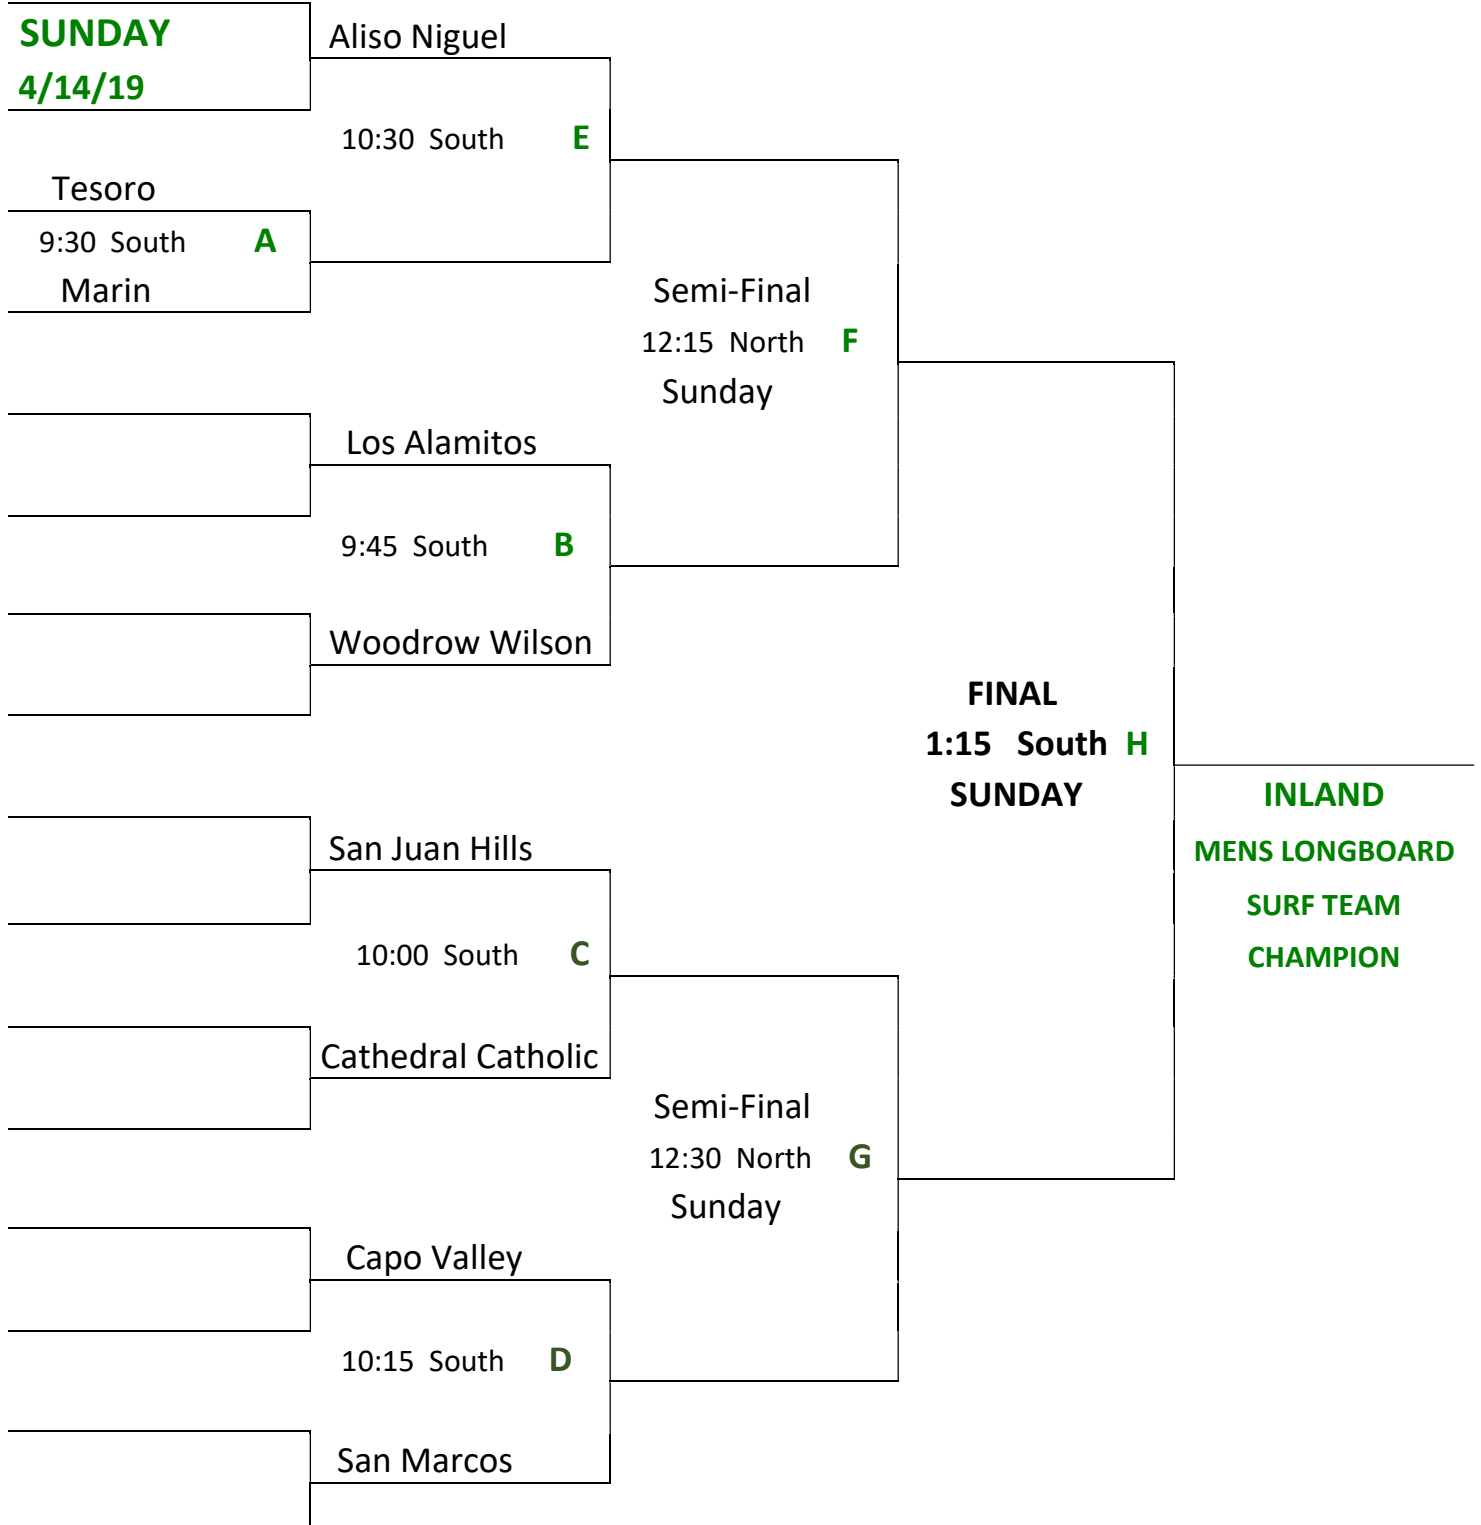 SUNDAY
4/14/19
Aliso Niguel
10:30 South E
Tesoro
9:30 South A
Marin
Semi-Final
12:15 North F
Sunday
Los Alamitos
9:45 South B
Woodrow Wilson
FINAL
1:15 South H
SUNDAY
INLAND
MENS LONGBOARD
SURF TEAM
CHAMPION
San Juan Hills
10:00 South C
Cathedral Catholic
Semi-Final
12:30 North G
Sunday
Capo Valley
10:15 South D
San Marcos